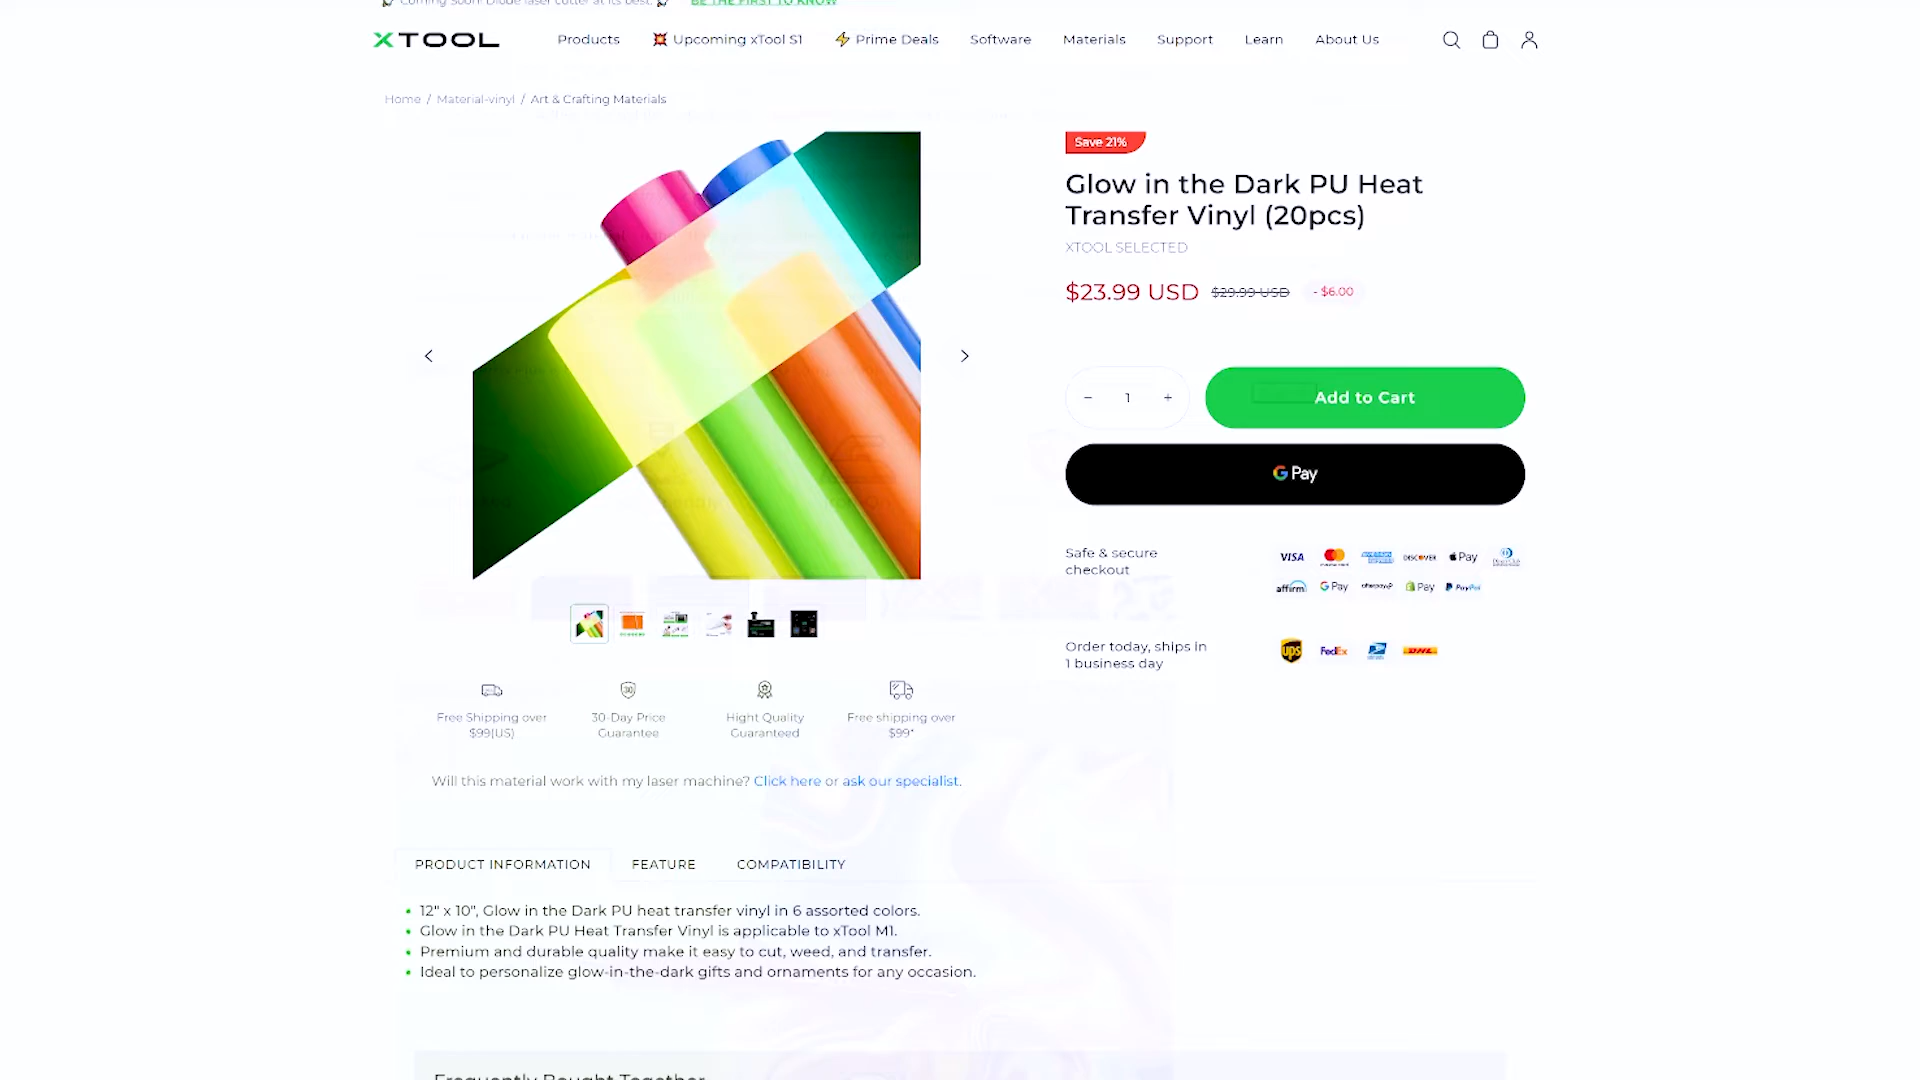 Coming Soon! Diode laser cutter at its best. BE THE FIRST TO KNOW
XTOOL
Products
Upcoming xTool S1
Prime Deals
Software
Materials
Support
Learn
About Us
Home / Material-vinyl / Art & Crafting Materials
Save 21%
Glow in the Dark PU Heat
Transfer Vinyl (20pcs)
XTOOL SELECTED
$23.99 USD $29.99 USD - $6.00
− 1 +
Add to Cart
G Pay
Safe & secure
checkout
VISA
DISCOVER
Pay
affirm
G Pay
afterpay
Pay
PayPal
Order today, ships in
1 business day
ups
FedEx
DHL
30
Free Shipping over
$99(US)
30-Day Price
Guarantee
Hight Quality
Guaranteed
Free shipping over
$99*
Will this material work with my laser machine? Click here or ask our specialist.
PRODUCT INFORMATION
FEATURE
COMPATIBILITY
• 12" x 10", Glow in the Dark PU heat transfer vinyl in 6 assorted colors.
• Glow in the Dark PU Heat Transfer Vinyl is applicable to xTool M1.
• Premium and durable quality make it easy to cut, weed, and transfer.
• Ideal to personalize glow-in-the-dark gifts and ornaments for any occasion.
Frequently Bought Together